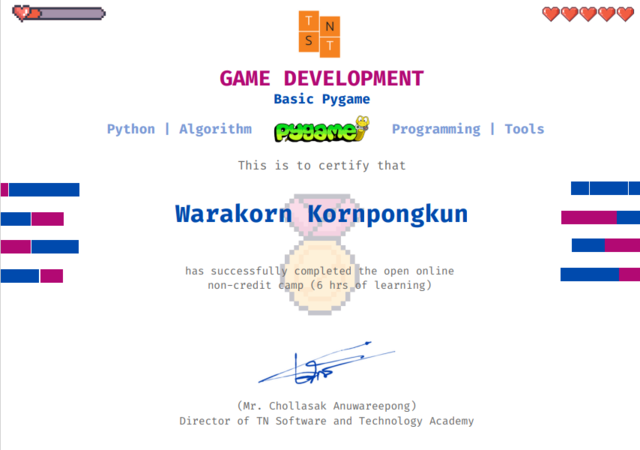 T N
S T
GAME DEVELOPMENT
Basic Pygame
Python | Algorithm pygame Programming | Tools
This is to certify that
Warakorn Kornpongkun
has successfully completed the open online
non-credit camp (6 hrs of learning)
(Mr. Chollasak Anuwareepong)
Director of TN Software and Technology Academy